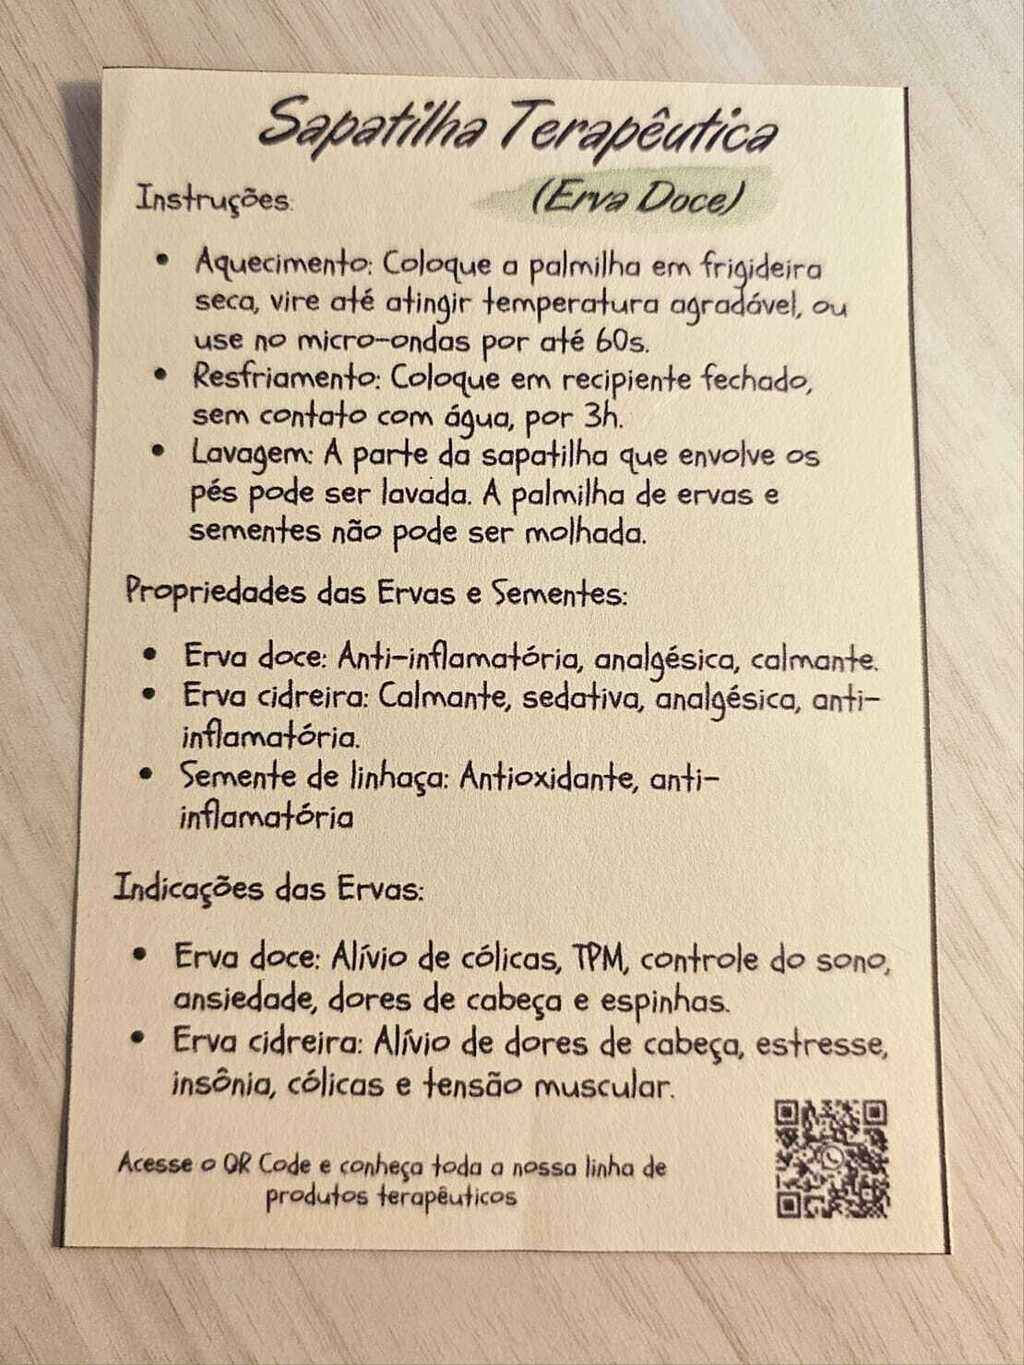 Sapatilha Terapêutica
(Erva Doce)
Instruções:
• Aquecimento: Coloque a palmilha em frigideira
seca, vire até atingir temperatura agradável, ou
use no micro-ondas por até 60s.
• Resfriamento: Coloque em recipiente fechado,
sem contato com água, por 3h.
• Lavagem: A parte da sapatilha que envolve os
pés pode ser lavada. A palmilha de ervas e
sementes não pode ser molhada.
Propriedades das Ervas e Sementes:
• Erva doce: Anti-inflamatória, analgésica, calmante.
• Erva cidreira: Calmante, sedativa, analgésica, anti-
inflamatória.
• Semente de linhaça: Antioxidante, anti-
inflamatória
Indicações das Ervas:
• Erva doce: Alívio de cólicas, TPM, controle do sono,
ansiedade, dores de cabeça e espinhas.
• Erva cidreira: Alívio de dores de cabeça, estresse,
insônia, cólicas e tensão muscular.
Acesse o QR Code e conheça toda a nossa linha de
produtos terapêuticos